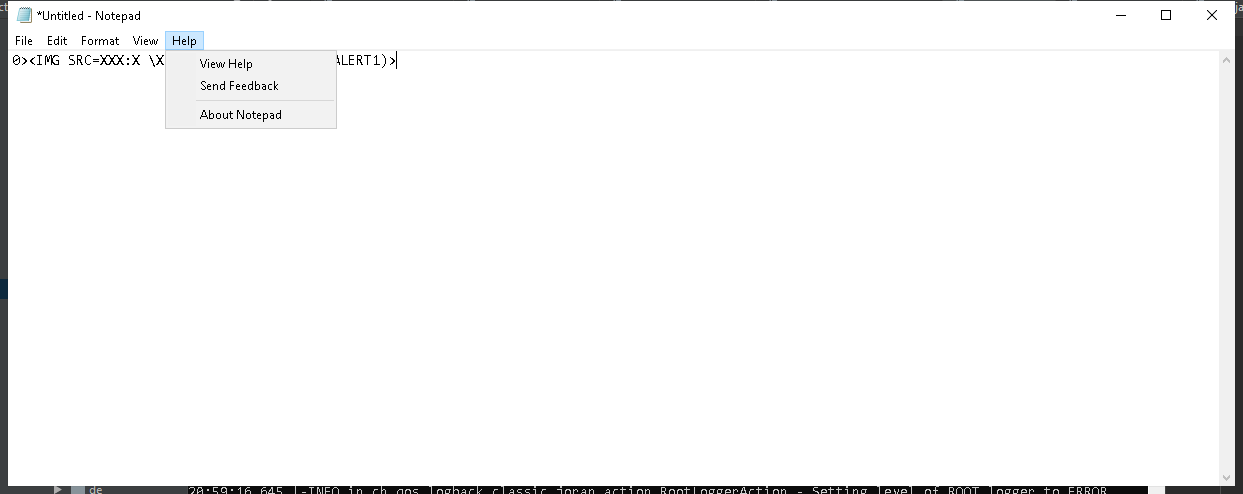 *Untitled - Notepad
File Edit Format View Help
0><IMG SRC=XXX:X \X ALERT1)>
View Help
Send Feedback
About Notepad
de
20:59:16,645 |-INFO in ch.qos.logback.classic.joran.action.RootLoggerAction - Setting level of ROOT logger to ERROR